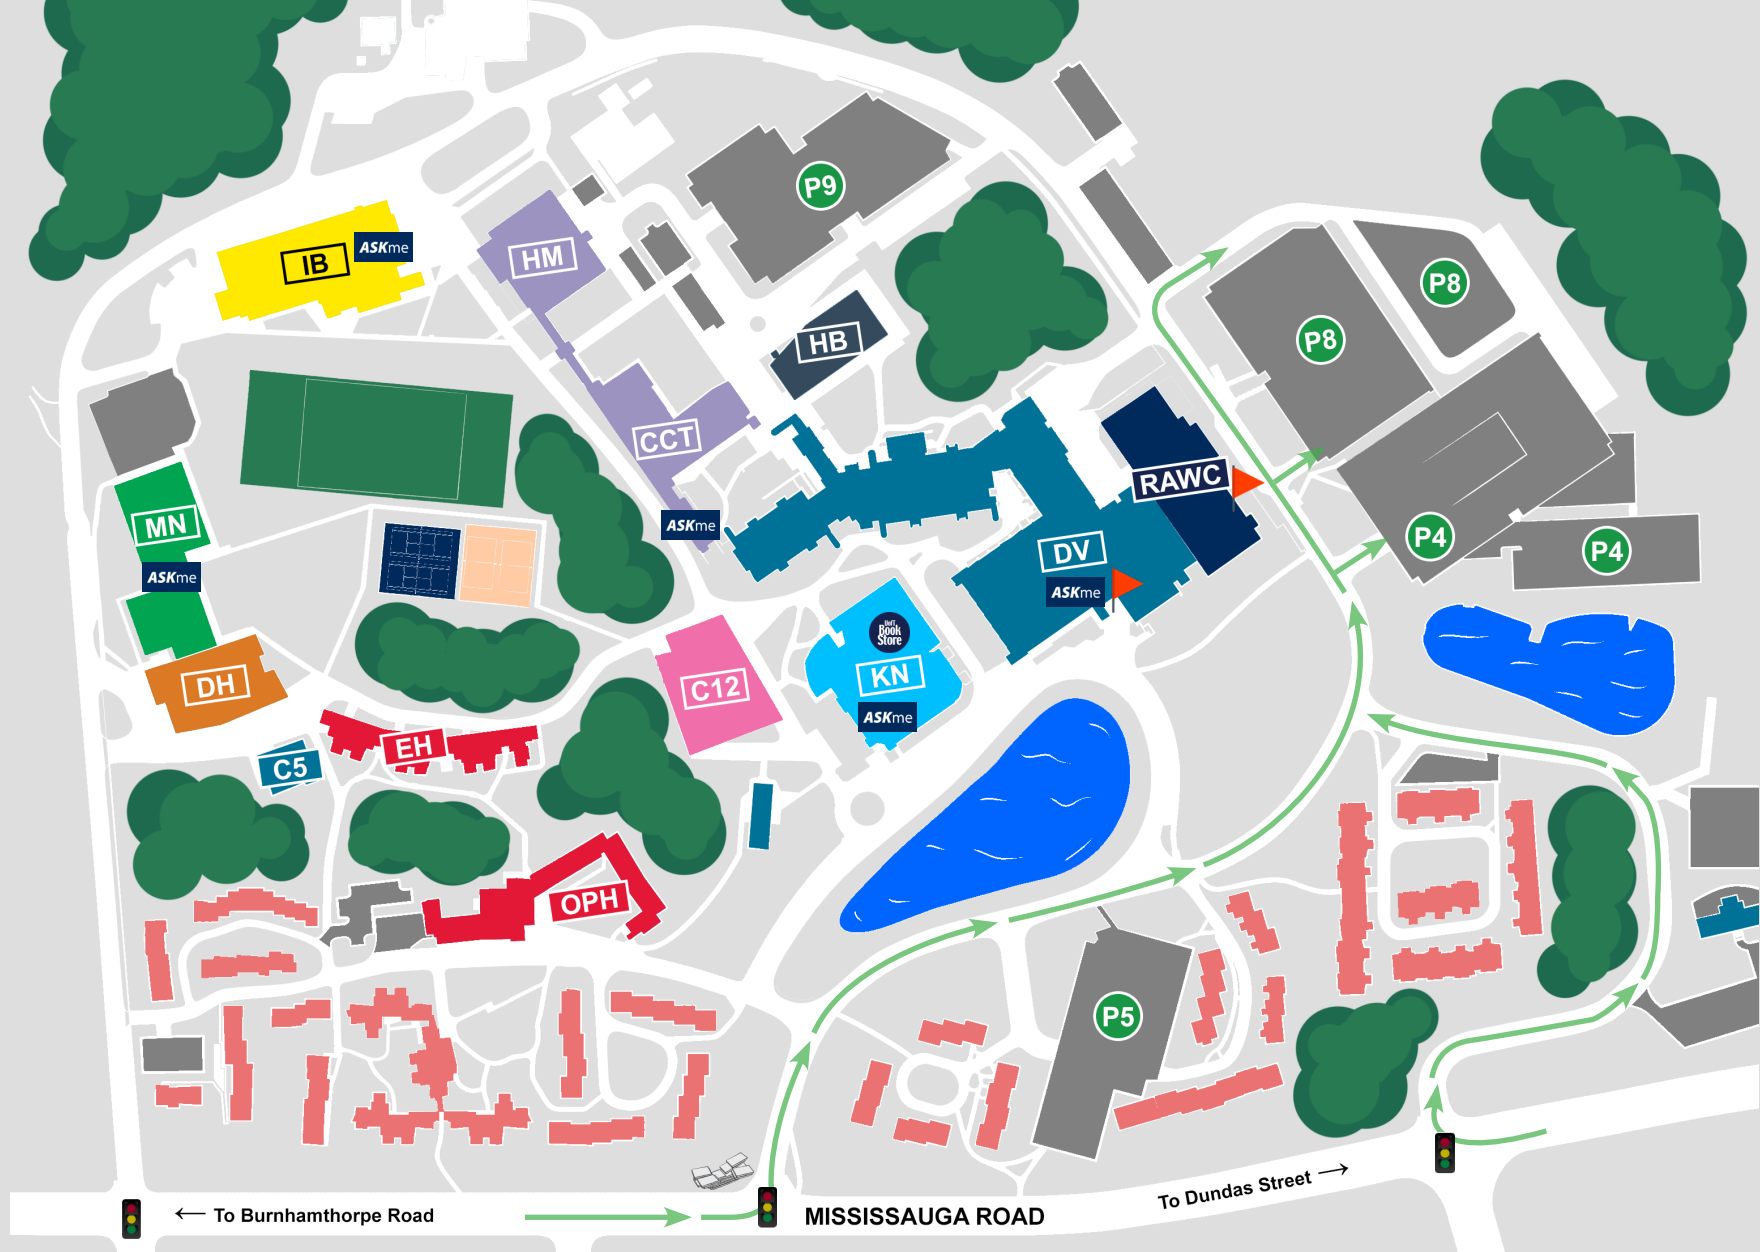 P9
IB
ASKme
HM
P8
P8
HB
CCT
RAWC
MN
ASKme
P4
P4
DV
ASKme
ASKme
UofT
Book
Store
KN
ASKme
C12
DH
EH
C5
OPH
P5
To Dundas Street →
← To Burnhamthorpe Road
MISSISSAUGA ROAD